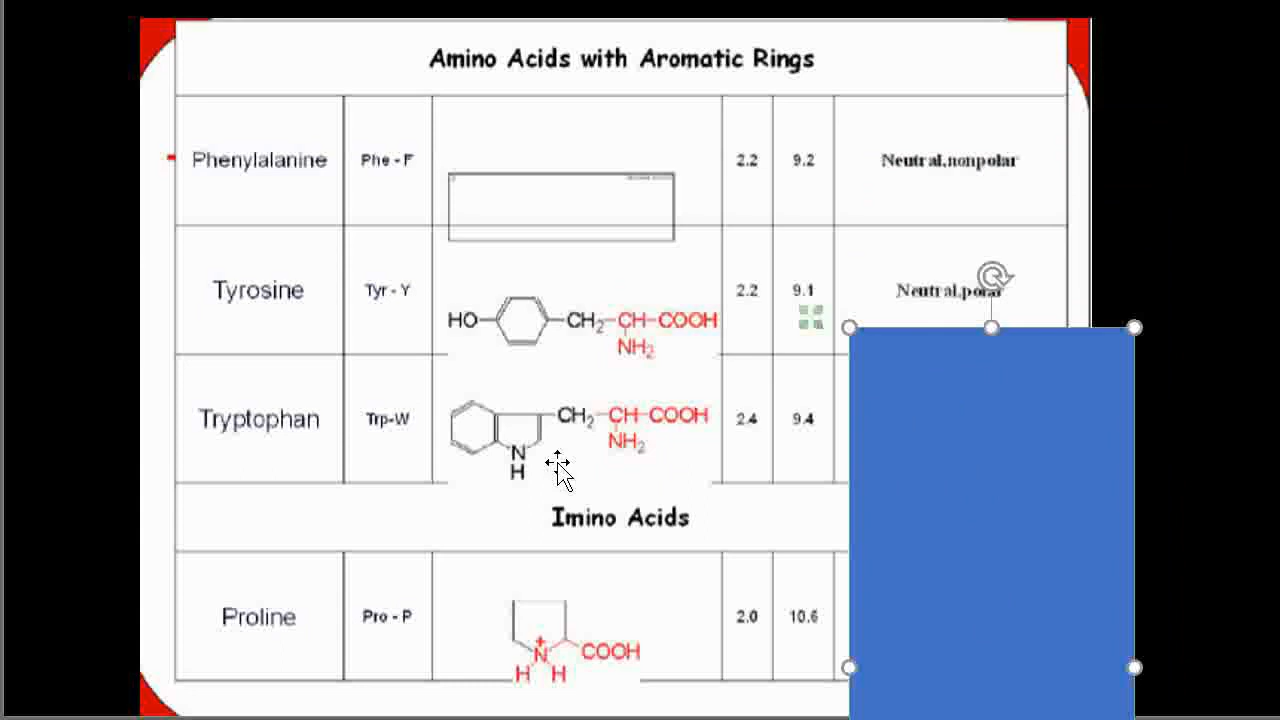 Amino Acids with Aromatic Rings
Phenylalanine Phe - F 2.2 9.2 Neutral,nonpolar
Tyrosine Tyr - Y 2.2 9.1 Neutral,polar
HO CH2 CH COOH
NH2
Tryptophan Trp-W 2.4 9.4
CH2 CH COOH
NH2
N
H
Imino Acids
Proline Pro - P 2.0 10.6
+
N COOH
H H